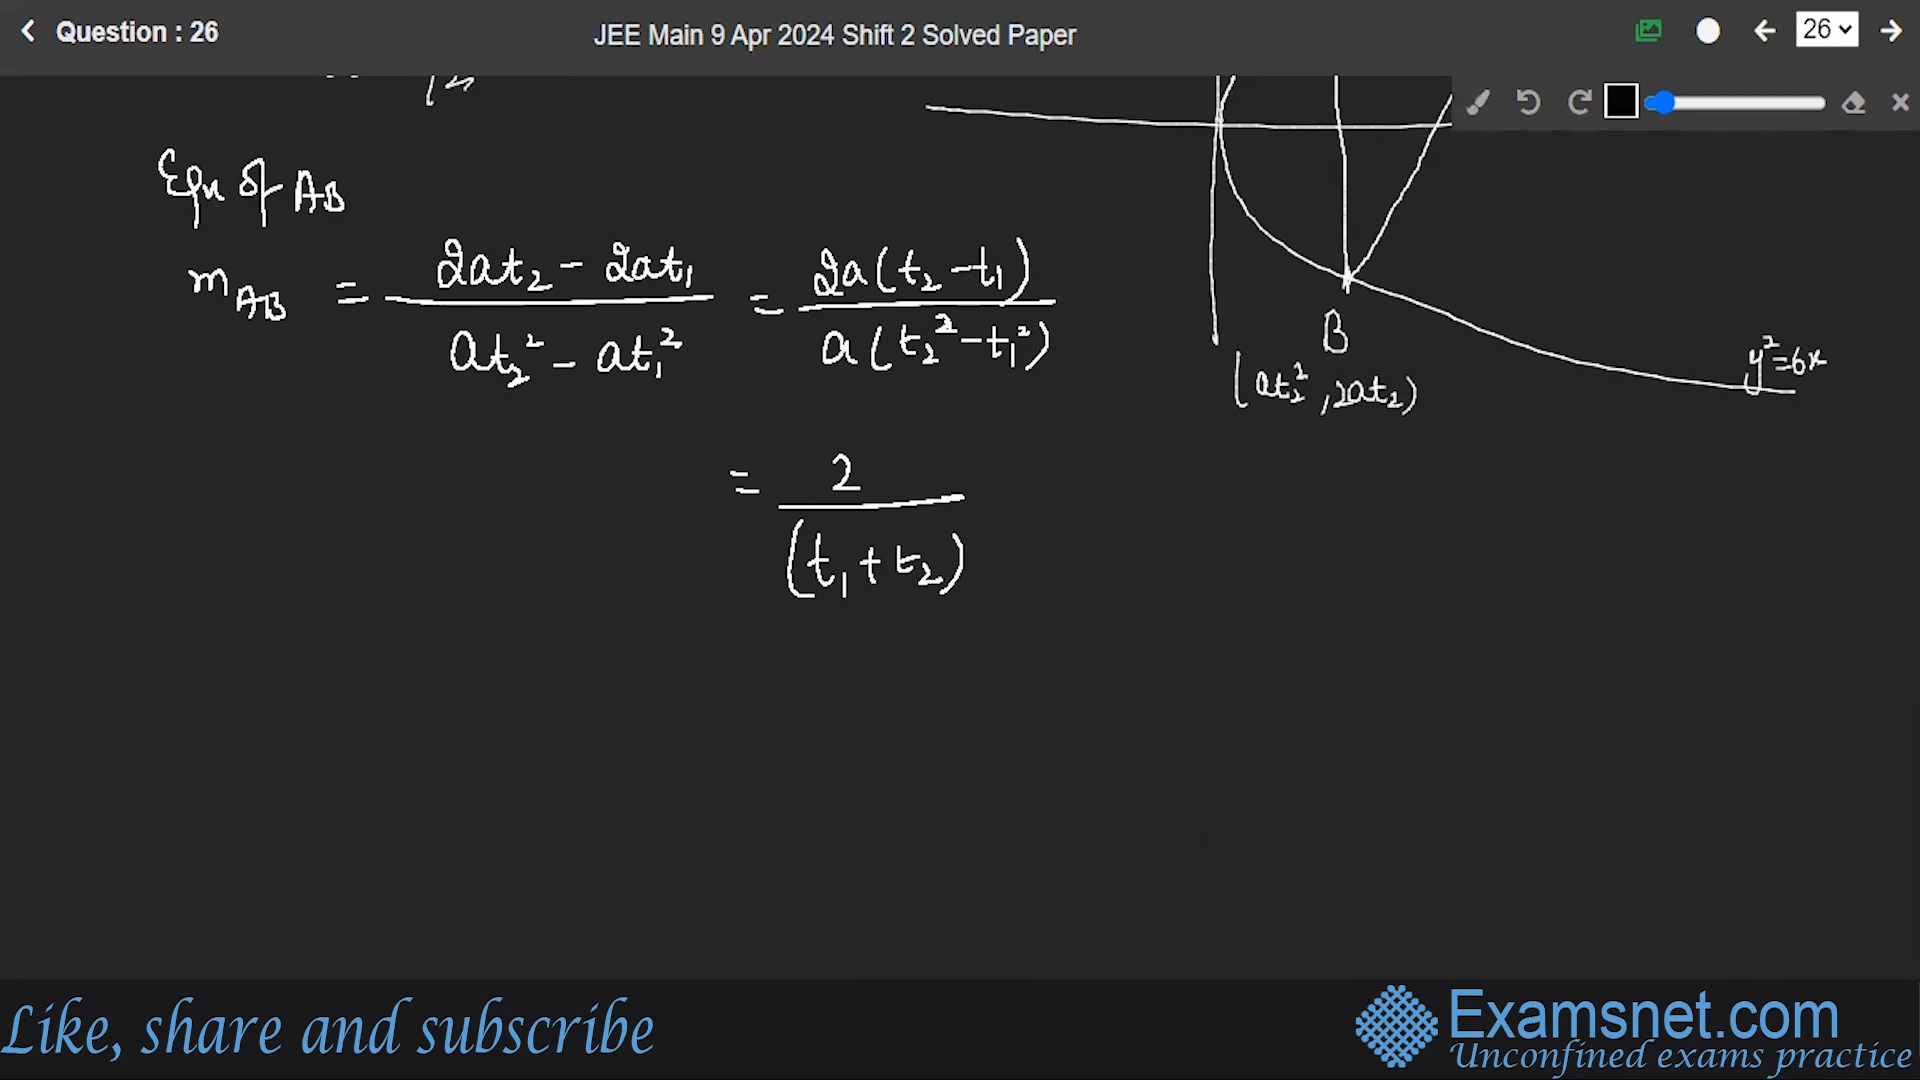 Question : 26
JEE Main 9 Apr 2024 Shift 2 Solved Paper
26
Eqn of AB
m_AB = (2at₂ - 2at₁)/(at₂² - at₁²) = 2a(t₂ - t₁)/a(t₂² - t₁²)
= 2/(t₁ + t₂)
B
(at₂², 2at₂)
y² = 6x
Like, share and subscribe
Examsnet.com
Unconfined exams practice